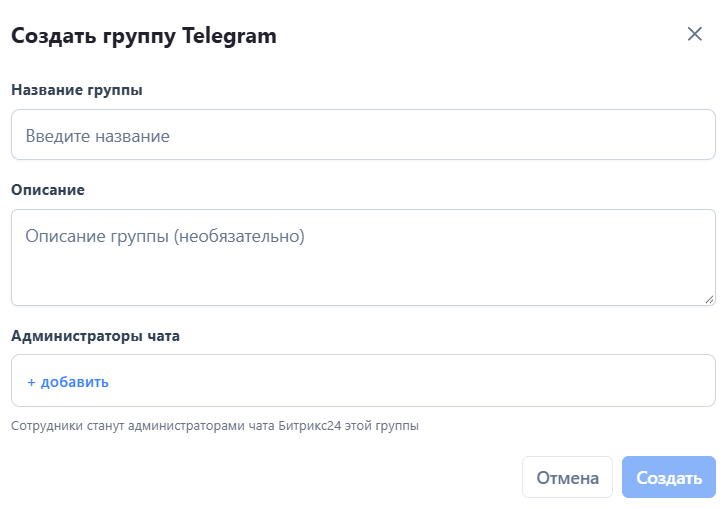 Создать группу Telegram
Название группы
Введите название
Описание
Описание группы (необязательно)
Администраторы чата
+ добавить
Сотрудники станут администраторами чата Битрикс24 этой группы
Отмена
Создать